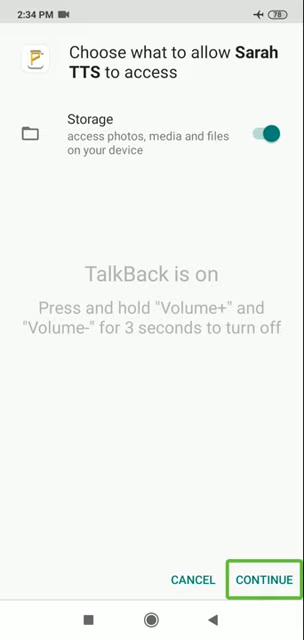 2:34 PM
78
Choose what to allow Sarah
TTS to access
Storage
access photos, media and files
on your device
TalkBack is on
Press and hold "Volume+" and
"Volume-" for 3 seconds to turn off
CANCEL CONTINUE